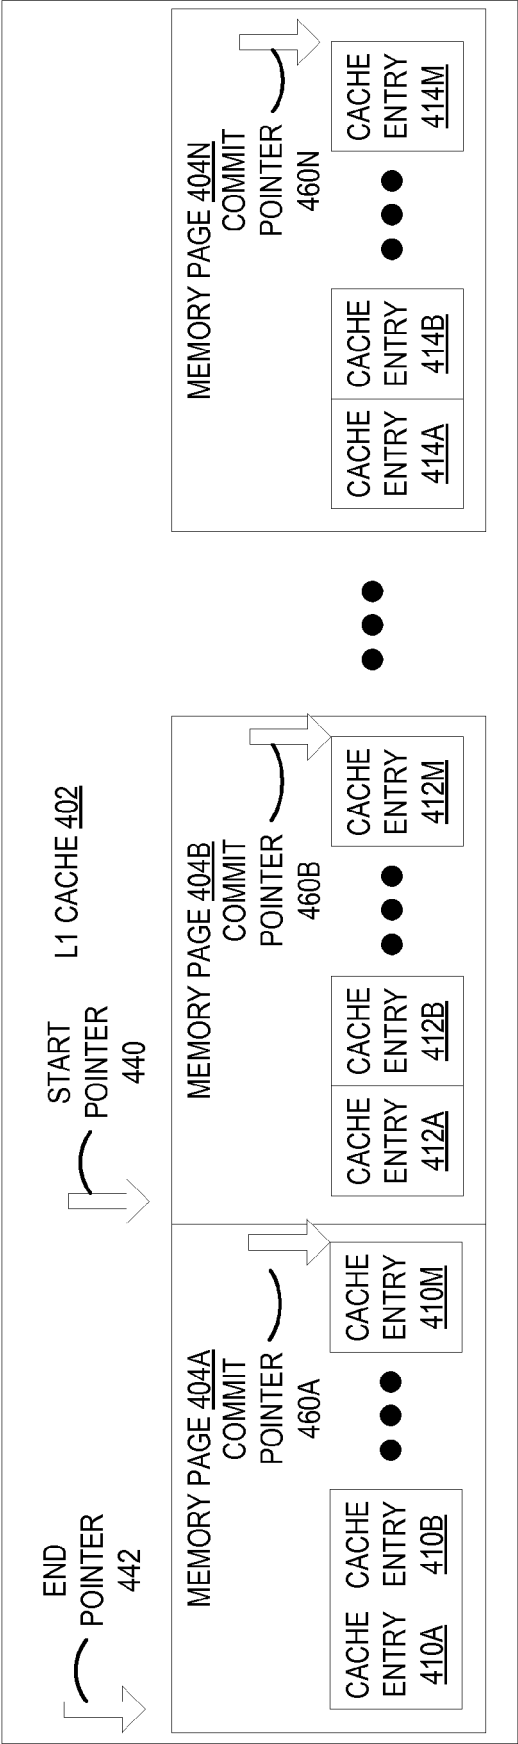 L1 CACHE 402
END
POINTER
442
START
POINTER
440
MEMORY PAGE 404A
COMMIT
POINTER
460A
CACHE
ENTRY
410A
CACHE
ENTRY
410B
CACHE
ENTRY
410M
MEMORY PAGE 404B
COMMIT
POINTER
460B
CACHE
ENTRY
412A
CACHE
ENTRY
412B
CACHE
ENTRY
412M
MEMORY PAGE 404N
COMMIT
POINTER
460N
CACHE
ENTRY
414A
CACHE
ENTRY
414B
CACHE
ENTRY
414M